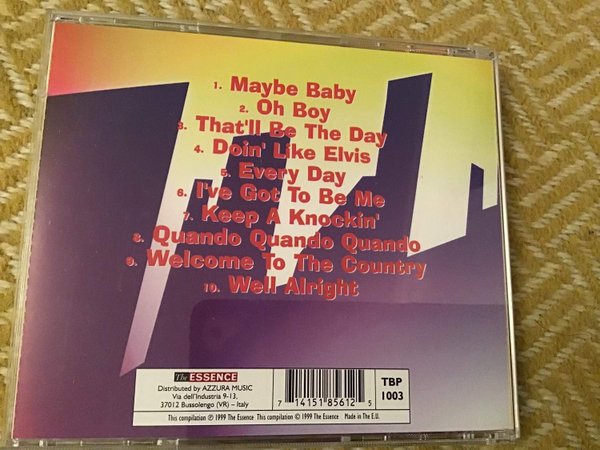 1. Maybe Baby
2. Oh Boy
3. That'll Be The Day
4. Doin' Like Elvis
5. Every Day
6. I've Got To Be Me
7. Keep A Knockin'
8. Quando Quando Quando
9. Welcome To The Country
10. Well Alright
The ESSENCE
Distributed by AZZURA MUSIC
Via dell'Industria 9-13,
37012 Bussolengo (VR) – Italy
7 14151 85612 5
TBP
1003
This compilation ℗ 1999 The Essence This compilation © 1999 The Essence Made in The E.U.